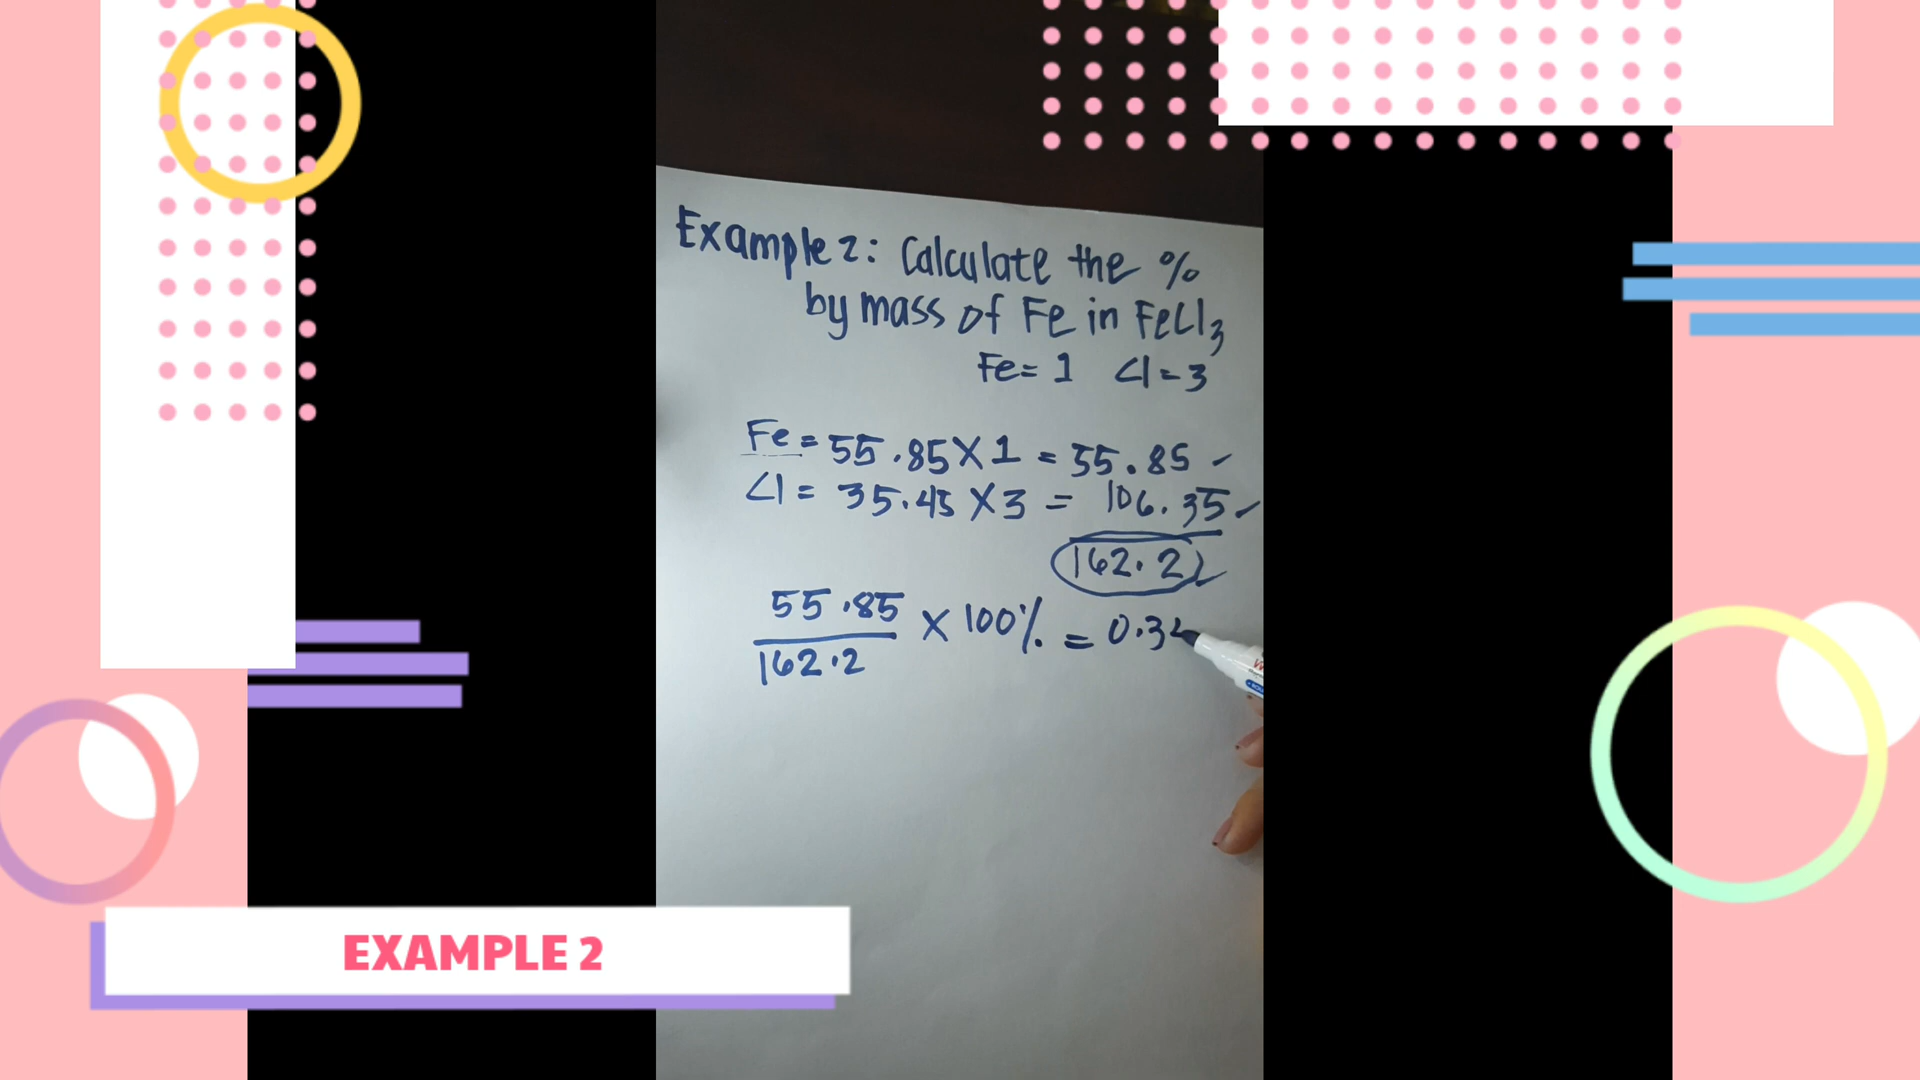 Example 2: Calculate the %
by mass of Fe in FeCl3
Fe = 1 Cl = 3
Fe = 55.85 X 1 = 55.85
Cl = 35.45 X 3 = 106.35
162.2
55.85
162.2
X 100% = 0.34
EXAMPLE 2